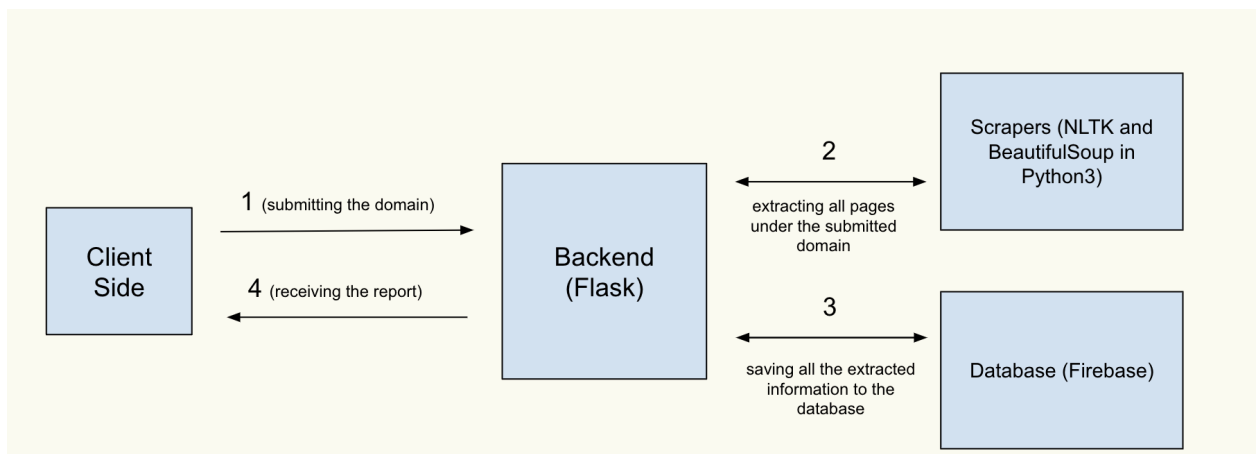 Client
Side
1 (submitting the domain)
4 (receiving the report)
Backend
(Flask)
2
extracting all pages
under the submitted
domain
3
saving all the extracted
information to the
database
Scrapers (NLTK and
BeautifulSoup in
Python3)
Database (Firebase)